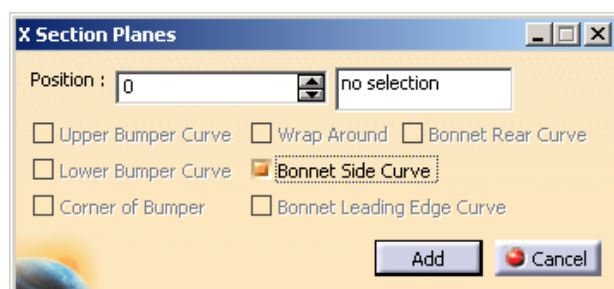 X Section Planes
Position : 0 no selection
Upper Bumper Curve Wrap Around Bonnet Rear Curve
Lower Bumper Curve Bonnet Side Curve
Corner of Bumper Bonnet Leading Edge Curve
Add Cancel